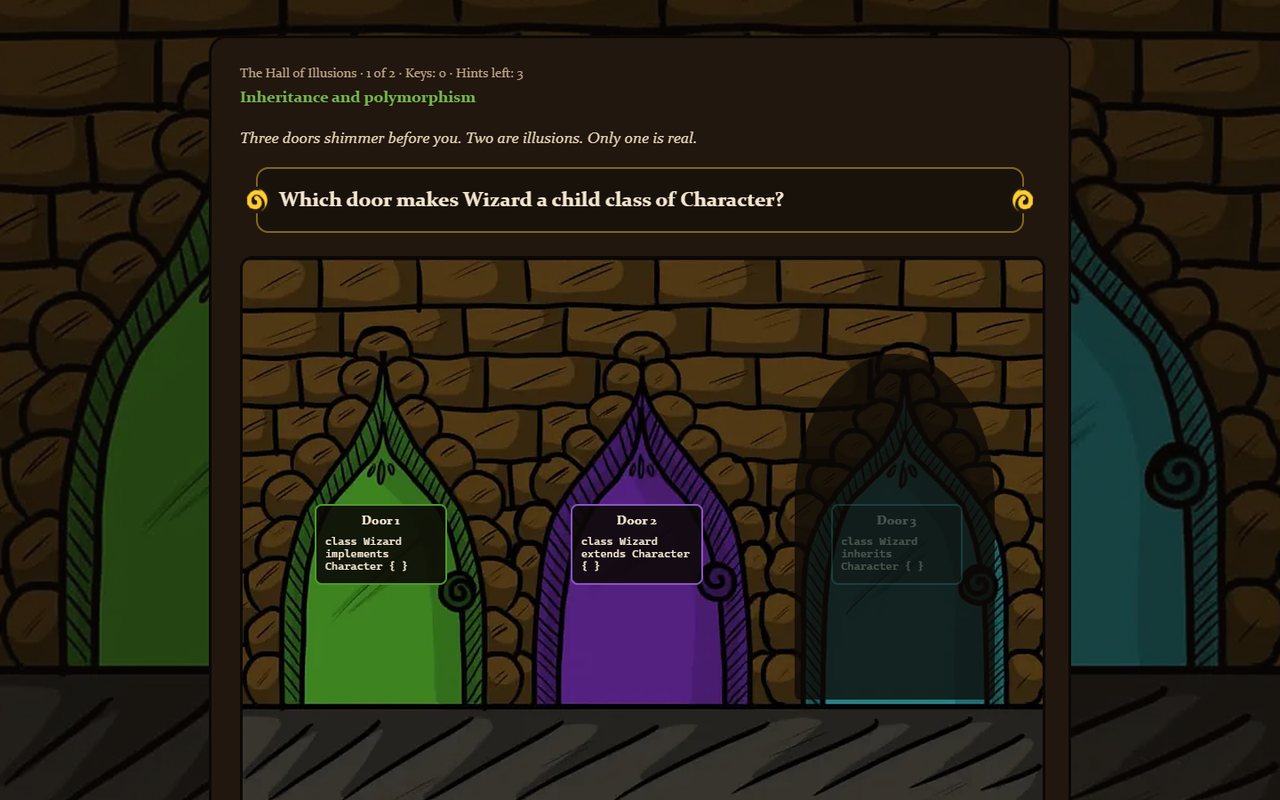 The Hall of Illusions · 1 of 2 · Keys: 0 · Hints left: 3
Inheritance and polymorphism
Three doors shimmer before you. Two are illusions. Only one is real.
Which door makes Wizard a child class of Character?
Door 1
class Wizard
implements
Character { }
Door 2
class Wizard
extends Character
{ }
Door 3
class Wizard
inherits
Character { }